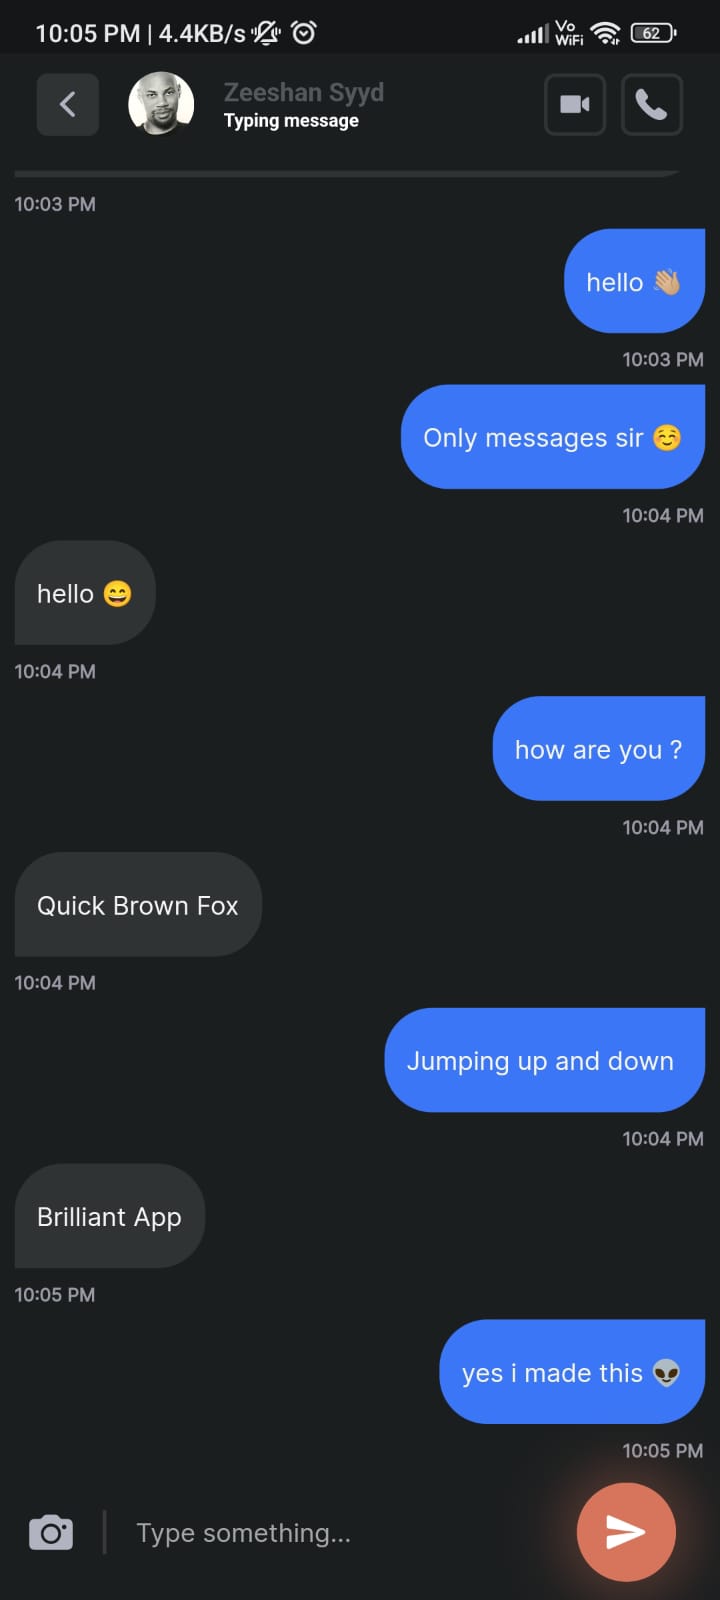 10:05 PM | 4.4KB/s Vo WiFi 62
Zeeshan Syyd
Typing message
10:03 PM
hello 👋🏼
10:03 PM
Only messages sir ☺️
10:04 PM
hello 😄
10:04 PM
how are you ?
10:04 PM
Quick Brown Fox
10:04 PM
Jumping up and down
10:04 PM
Brilliant App
10:05 PM
yes i made this 👽
10:05 PM
Type something...